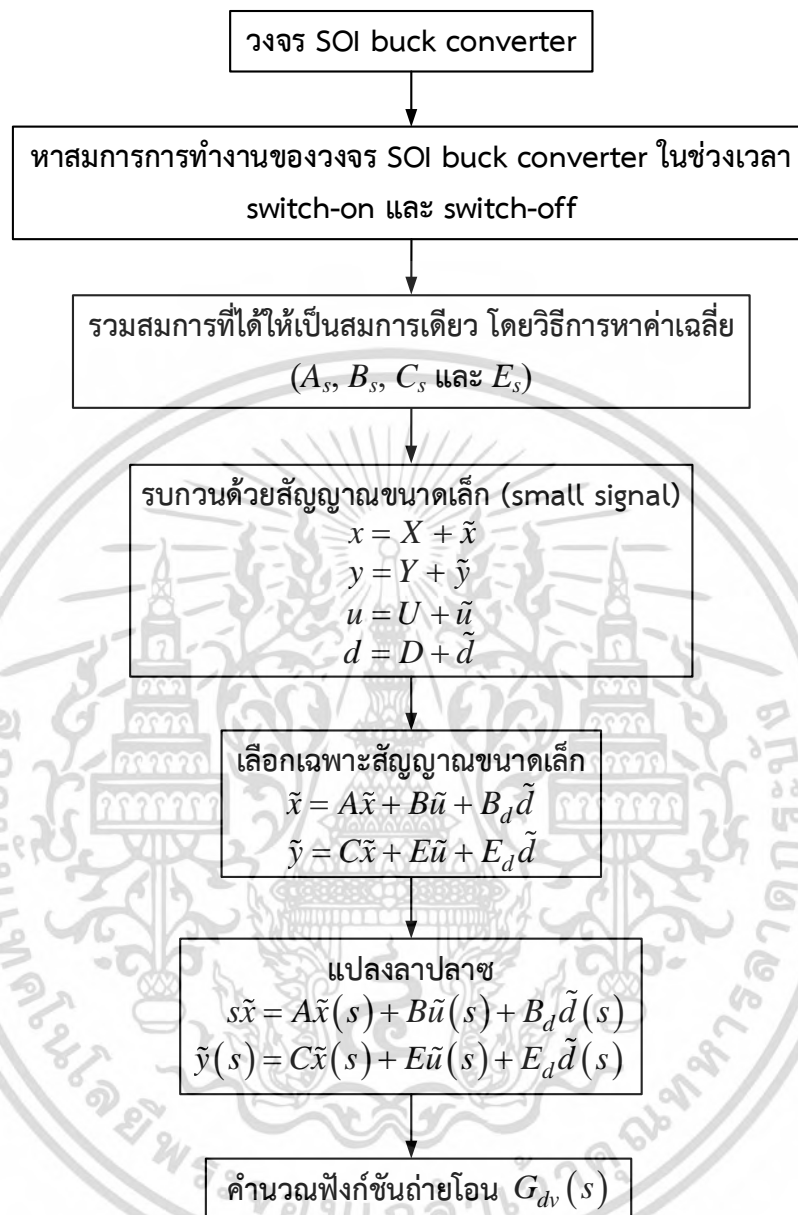 วงจร SOI buck converter
หาสมการการทำงานของวงจร SOI buck converter ในช่วงเวลา
switch-on และ switch-off
รวมสมการที่ได้ให้เป็นสมการเดียว โดยวิธีการหาค่าเฉลี่ย
(Aₛ, Bₛ, Cₛ และ Eₛ)
รบกวนด้วยสัญญาณขนาดเล็ก (small signal)
x = X + x̃
y = Y + ỹ
u = U + ũ
d = D + d̃
เลือกเฉพาะสัญญาณขนาดเล็ก
x̃ = Ax̃ + Bũ + B_d d̃
ỹ = Cx̃ + Eũ + E_d d̃
แปลงลาปลาซ
sx̃ = Ax̃(s) + Bũ(s) + B_d d̃(s)
ỹ(s) = Cx̃(s) + Eũ(s) + E_d d̃(s)
คำนวณฟังก์ชันถ่ายโอน G_dv(s)